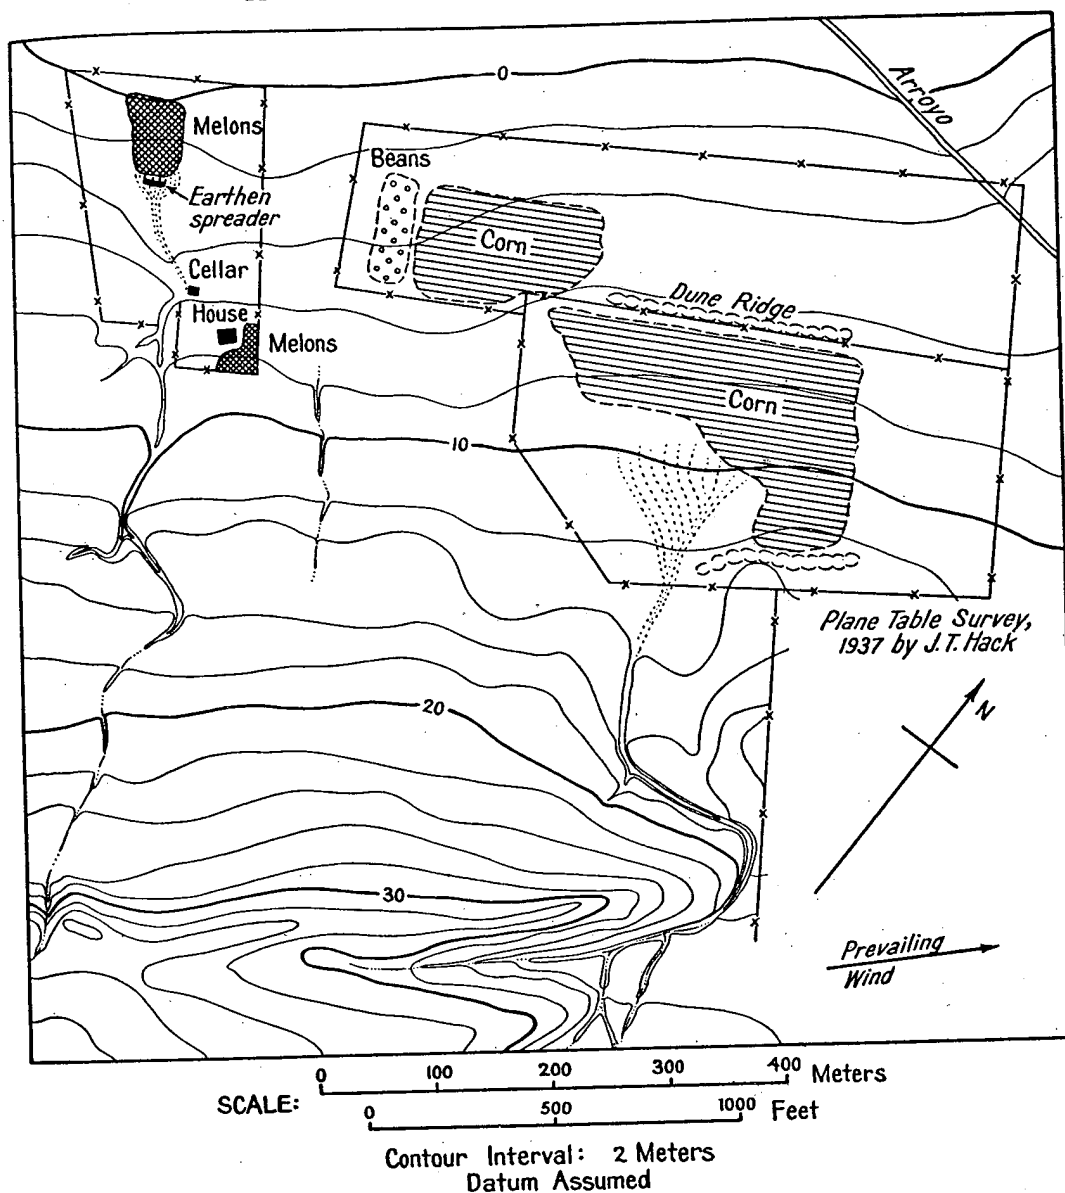 0
Arroyo
Melons
Beans
Earthen
spreader
Corn
Cellar
Dune Ridge
House
Melons
Corn
10
Plane Table Survey,
1937 by J.T. Hack
N
20
30
Prevailing
Wind
0 100 200 300 400 Meters
SCALE:
0 500 1000 Feet
Contour Interval: 2 Meters
Datum Assumed